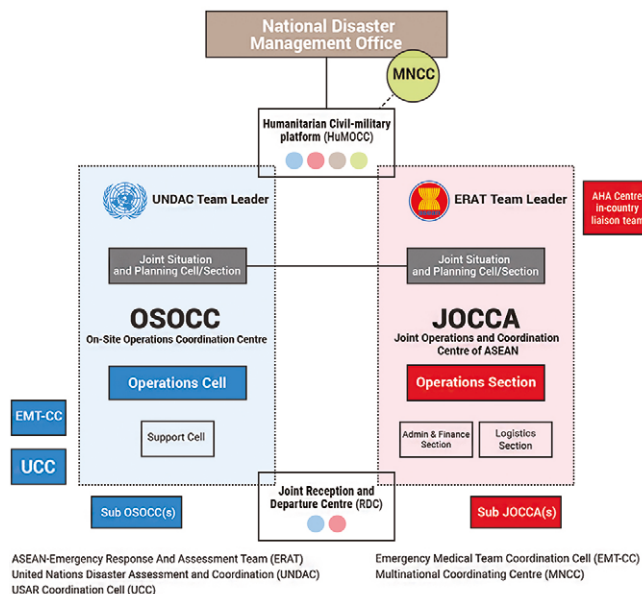 National Disaster
Management Office
MNCC
Humanitarian Civil-military
platform (HuMOCC)
UNDAC Team Leader
ERAT Team Leader
AHA Centre
in-country
liaison team
Joint Situation
and Planning Cell/Section
Joint Situation
and Planning Cell/Section
OSOCC
On-Site Operations Coordination Centre
JOCCA
Joint Operations and Coordination
Centre of ASEAN
Operations Cell
Operations Section
EMT-CC
Support Cell
Admin & Finance
Section
Logistics
Section
UCC
Joint Reception and
Departure Centre (RDC)
Sub OSOCC(s)
Sub JOCCA(s)
ASEAN-Emergency Response And Assessment Team (ERAT)
United Nations Disaster Assessment and Coordination (UNDAC)
USAR Coordination Cell (UCC)
Emergency Medical Team Coordination Cell (EMT-CC)
Multinational Coordinating Centre (MNCC)